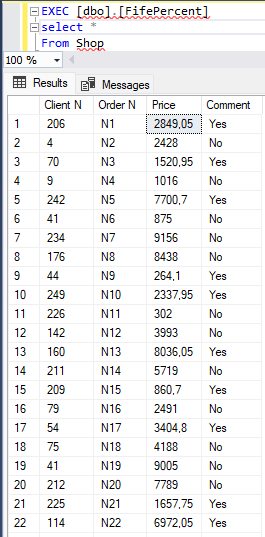 EXEC [dbo].[FifePercent]
select *
From Shop
100 %
Results Messages
Client N Order N Price Comment
1 206 N1 2849,05 Yes
2 4 N2 2428 No
3 70 N3 1520,95 Yes
4 9 N4 1016 No
5 242 N5 7700,7 Yes
6 41 N6 875 No
7 234 N7 9156 No
8 176 N8 8438 No
9 44 N9 264,1 Yes
10 249 N10 2337,95 Yes
11 226 N11 302 No
12 142 N12 3993 No
13 160 N13 8036,05 Yes
14 211 N14 5719 No
15 209 N15 860,7 Yes
16 79 N16 2491 No
17 54 N17 3404,8 Yes
18 75 N18 4188 No
19 41 N19 9005 No
20 212 N20 7789 No
21 225 N21 1657,75 Yes
22 114 N22 6972,05 Yes